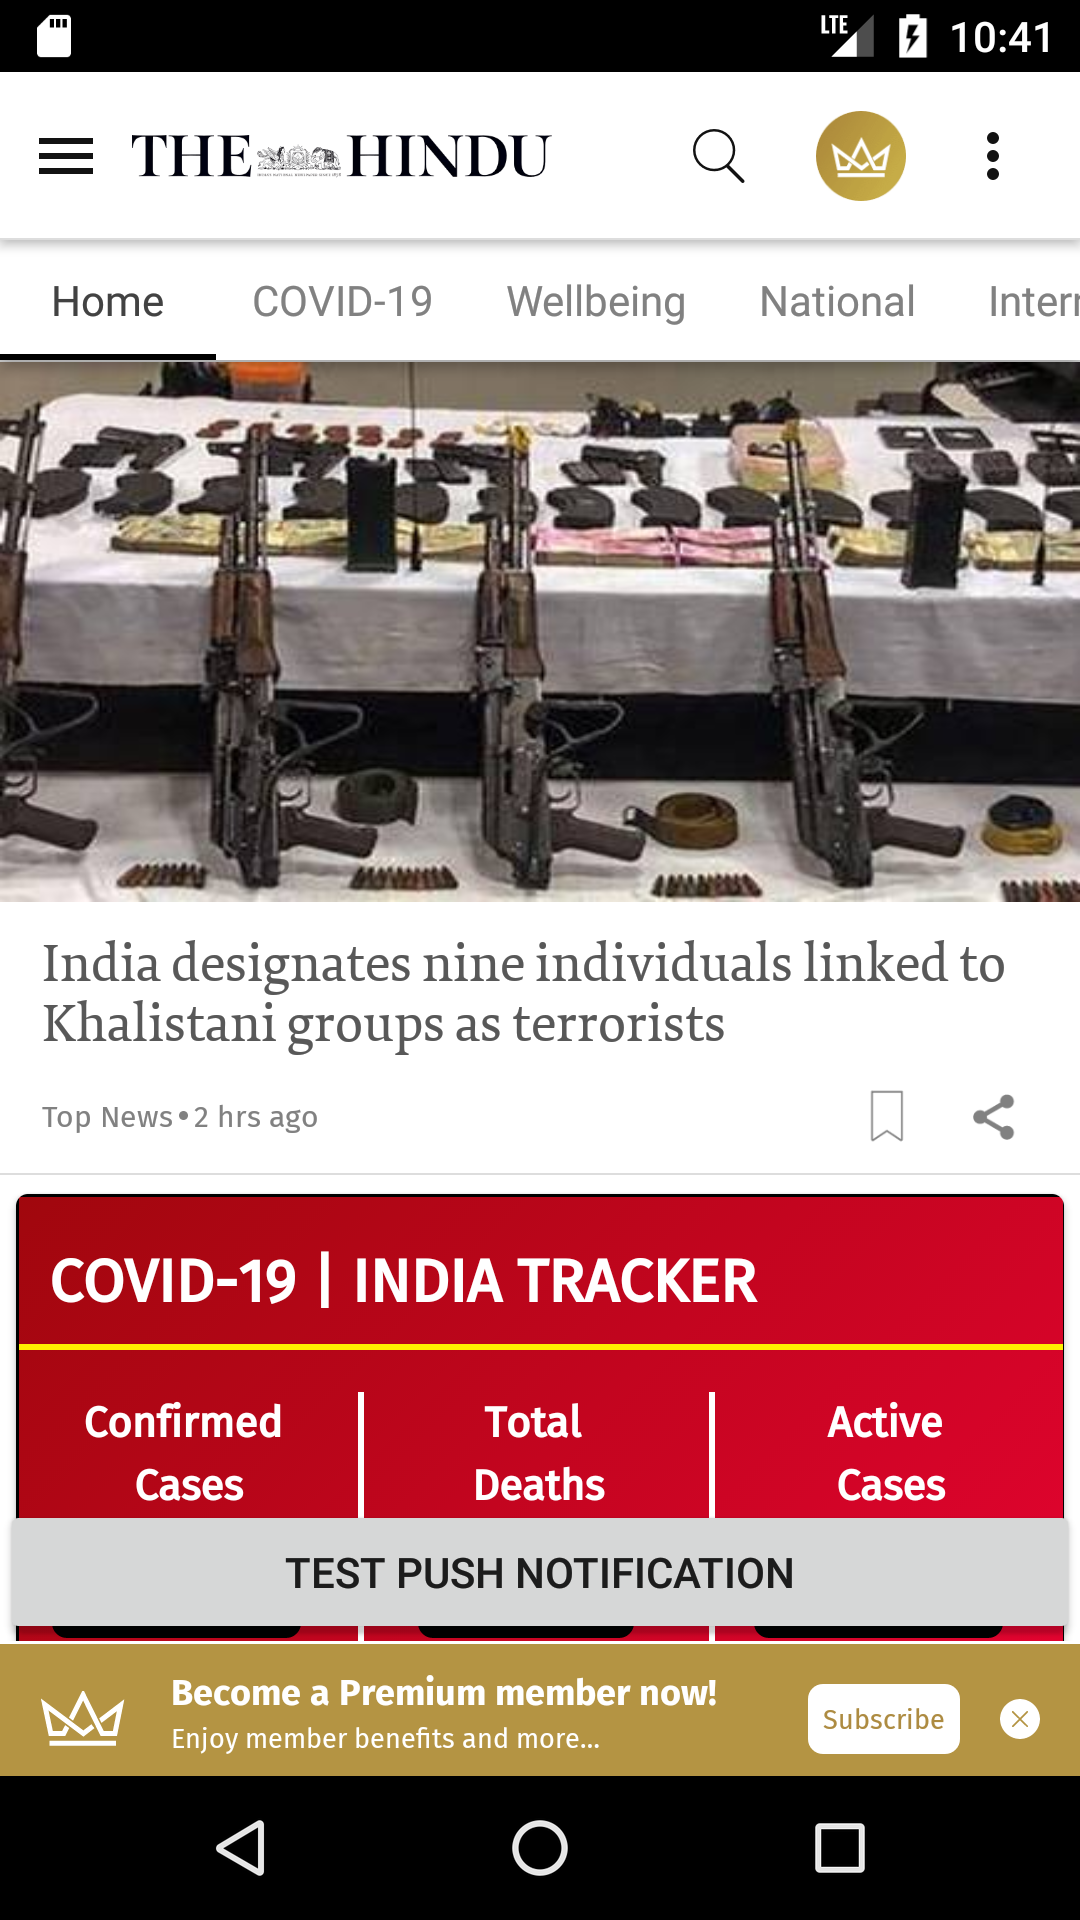 LTE 10:41
THE HINDU
Home COVID-19 Wellbeing National Intern
India designates nine individuals linked to
Khalistani groups as terrorists
Top News • 2 hrs ago
COVID-19 | INDIA TRACKER
Confirmed Total Active
Cases Deaths Cases
TEST PUSH NOTIFICATION
Become a Premium member now!
Enjoy member benefits and more...
Subscribe